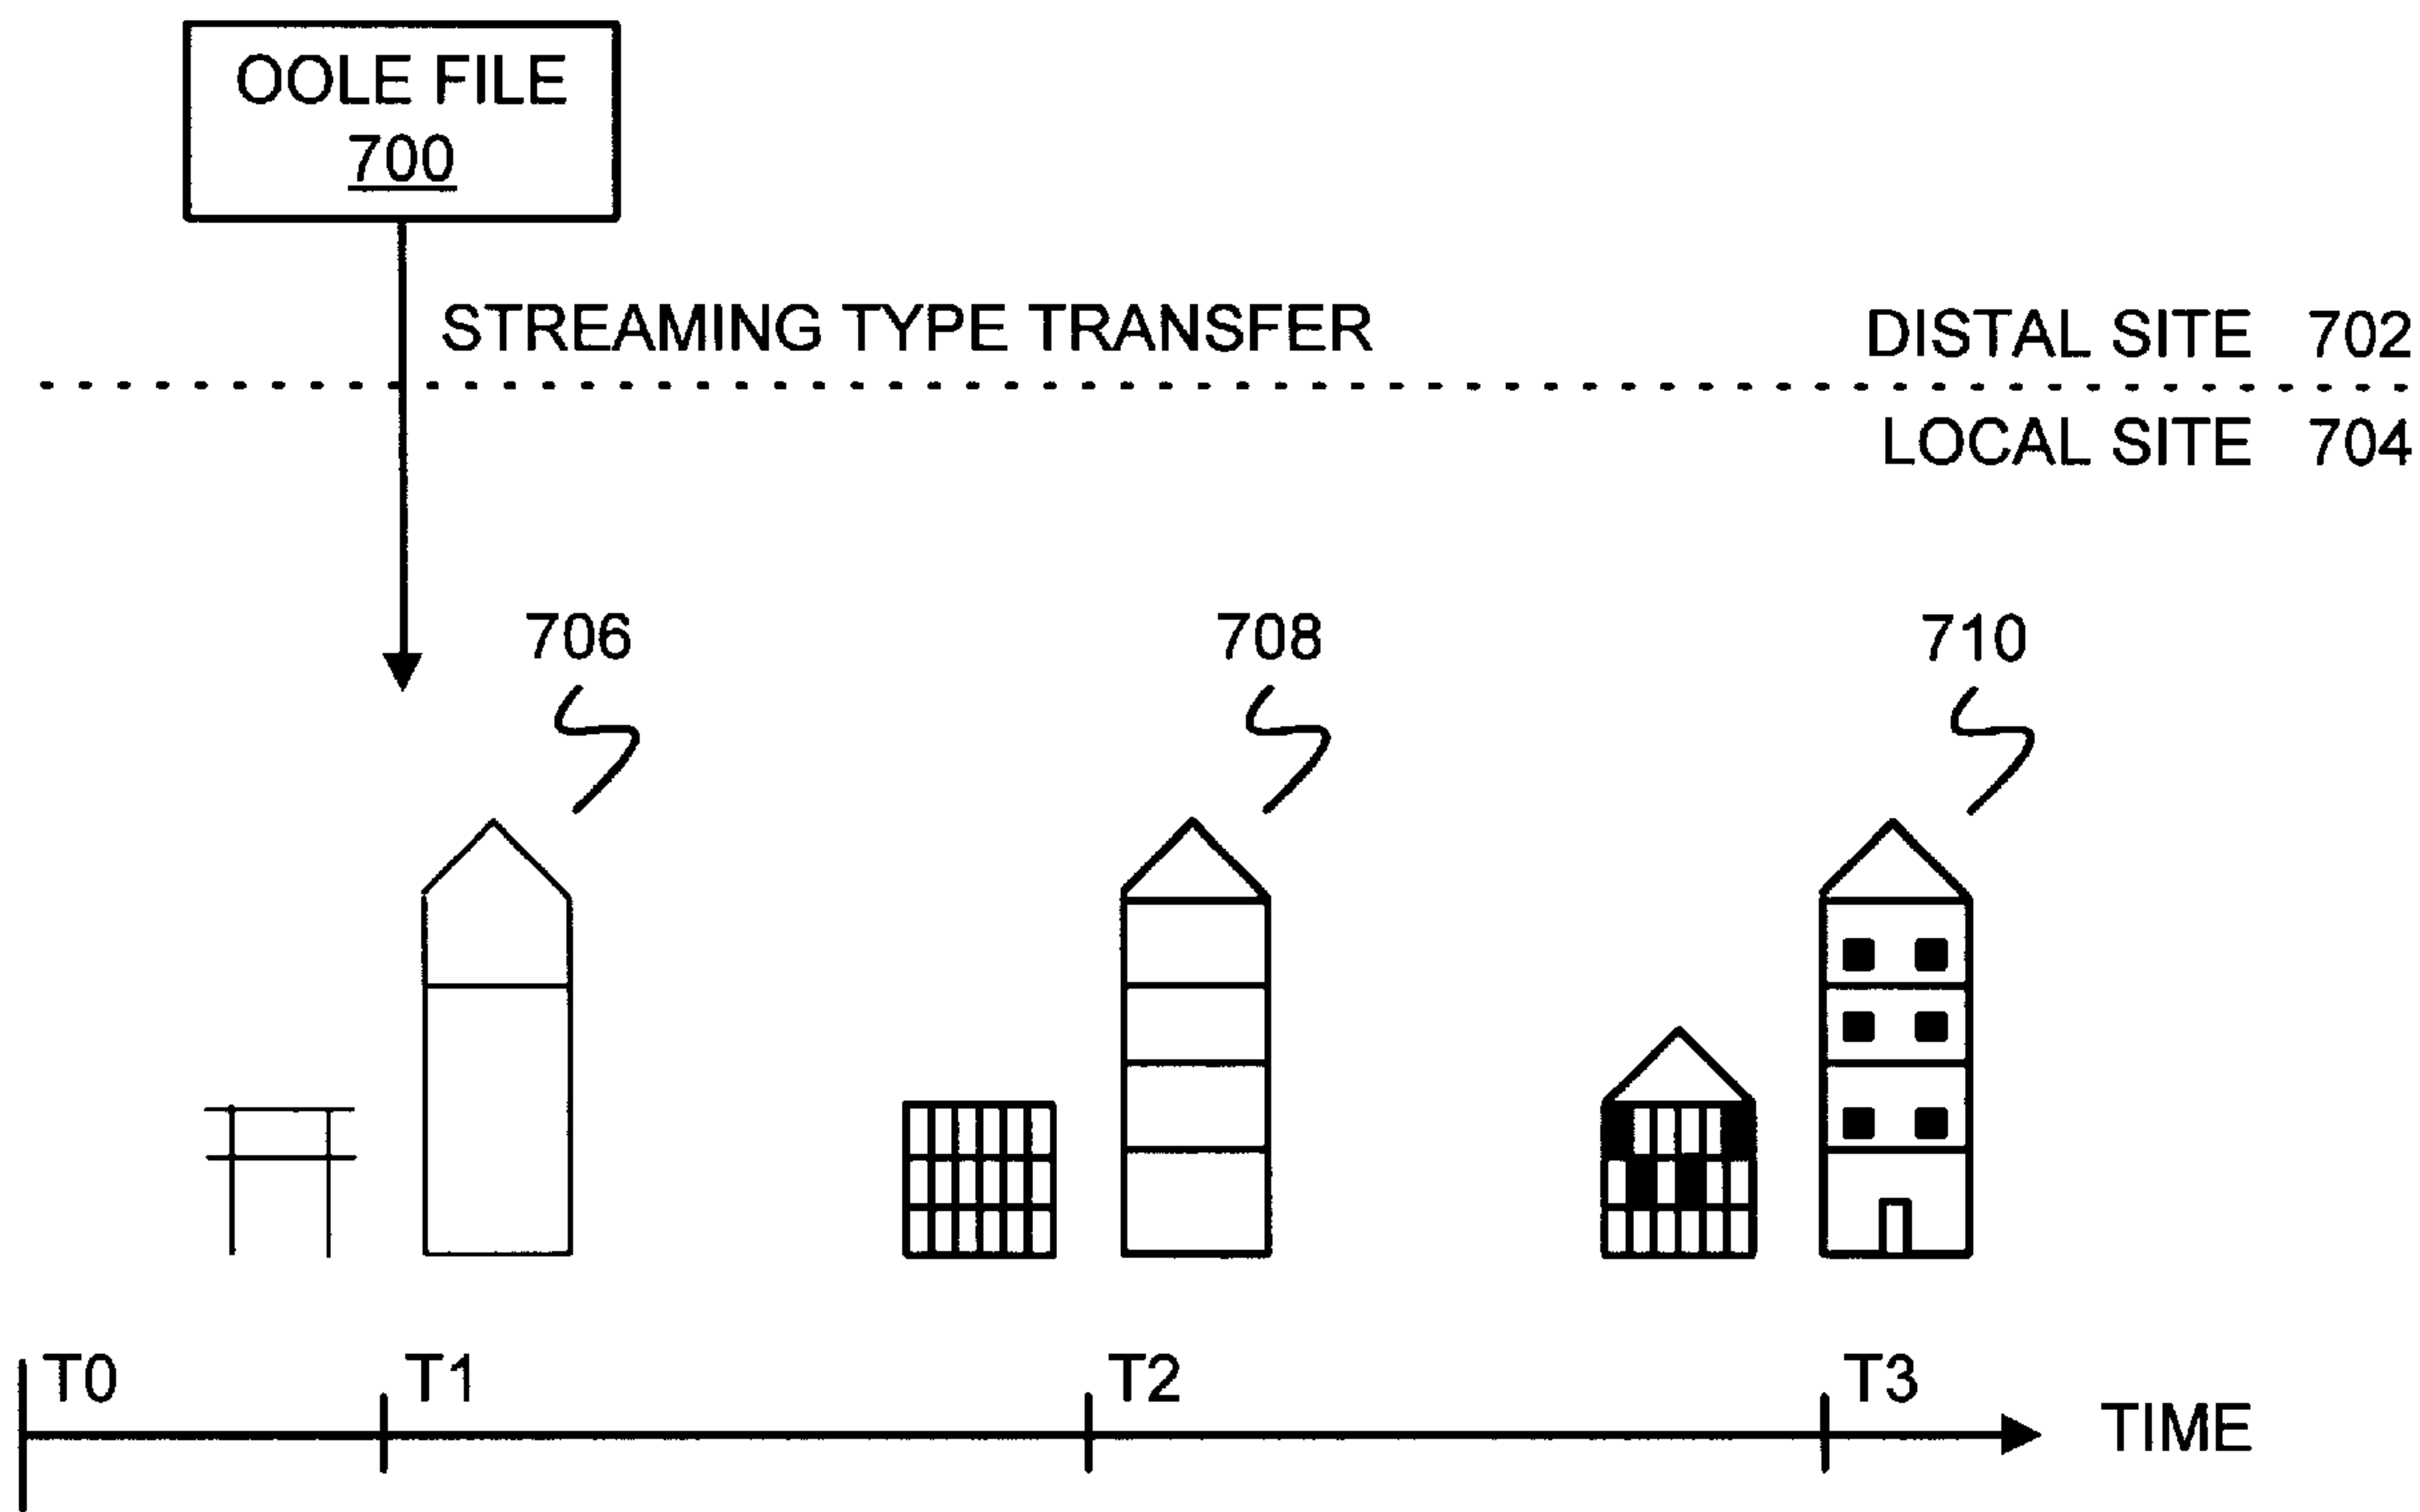 OOLE FILE
700
STREAMING TYPE TRANSFER
DISTAL SITE 702
LOCAL SITE 704
706
708
710
T0
T1
T2
T3
TIME